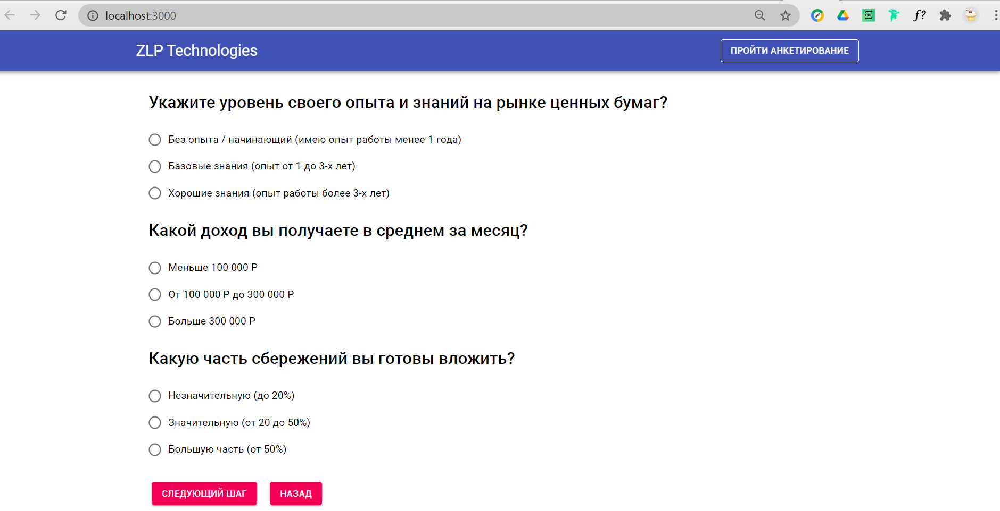 localhost:3000
PDF
f?
ZLP Technologies
ПРОЙТИ АНКЕТИРОВАНИЕ
Укажите уровень своего опыта и знаний на рынке ценных бумаг?
Без опыта / начинающий (имею опыт работы менее 1 года)
Базовые знания (опыт от 1 до 3-х лет)
Хорошие знания (опыт работы более 3-х лет)
Какой доход вы получаете в среднем за месяц?
Меньше 100 000 Р
От 100 000 Р до 300 000 Р
Больше 300 000 Р
Какую часть сбережений вы готовы вложить?
Незначительную (до 20%)
Значительную (от 20 до 50%)
Большую часть (от 50%)
СЛЕДУЮЩИЙ ШАГ
НАЗАД